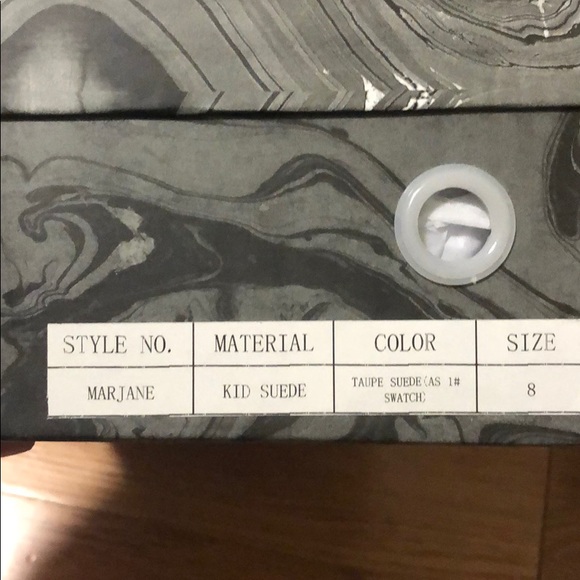 STYLE NO. MATERIAL COLOR SIZE
MARJANE KID SUEDE TAUPE SUEDE(AS 1# 8
SWATCH)